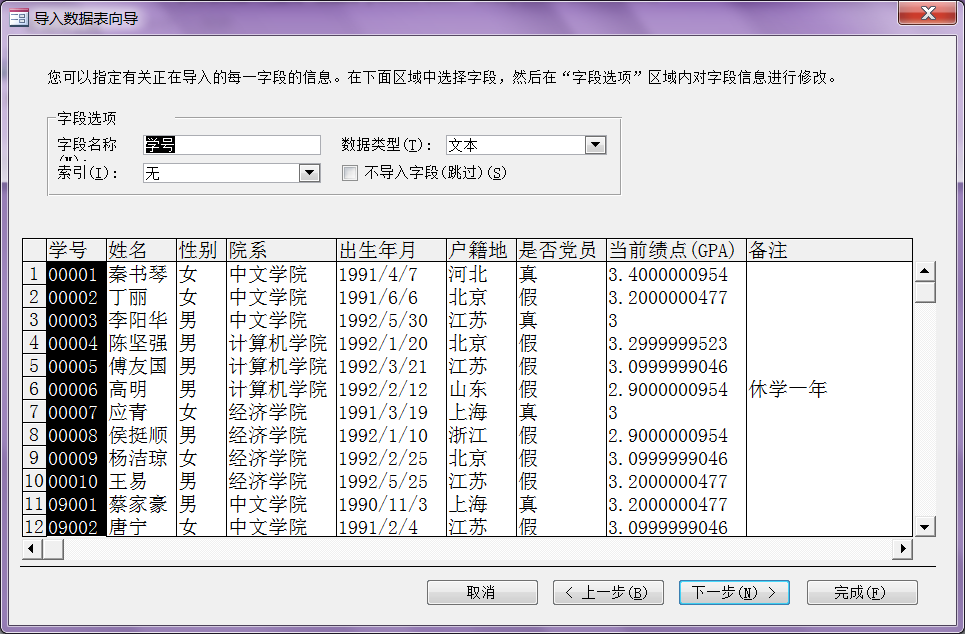 导入数据表向导
您可以指定有关正在导入的每一字段的信息。在下面区域中选择字段，然后在“字段选项”区域内对字段信息进行修改。
字段选项
字段名称(M): 学号 数据类型(T): 文本
索引(I): 无 不导入字段(跳过)(S)
学号 姓名 性别 院系 出生年月 户籍地 是否党员 当前绩点(GPA) 备注
1 00001 秦书琴 女 中文学院 1991/4/7 河北 真 3.4000000954
2 00002 丁丽 女 中文学院 1991/6/6 北京 假 3.2000000477
3 00003 李阳华 男 中文学院 1992/5/30 江苏 真 3
4 00004 陈坚强 男 计算机学院 1992/1/20 北京 假 3.2999999523
5 00005 傅友国 男 计算机学院 1992/3/21 江苏 假 3.0999999046
6 00006 高明 男 计算机学院 1992/2/12 山东 假 2.9000000954 休学一年
7 00007 应青 女 经济学院 1991/3/19 上海 真 3
8 00008 侯挺顺 男 经济学院 1992/1/10 浙江 假 2.9000000954
9 00009 杨洁琼 女 经济学院 1992/2/25 北京 假 3.0999999046
10 00010 王易 男 经济学院 1992/5/25 江苏 假 3.2000000477
11 09001 蔡家豪 男 中文学院 1990/11/3 上海 真 3.2000000477
12 09002 唐宁 女 中文学院 1991/2/4 江苏 假 3.0999999046
取消 < 上一步(B) 下一步(N) > 完成(F)